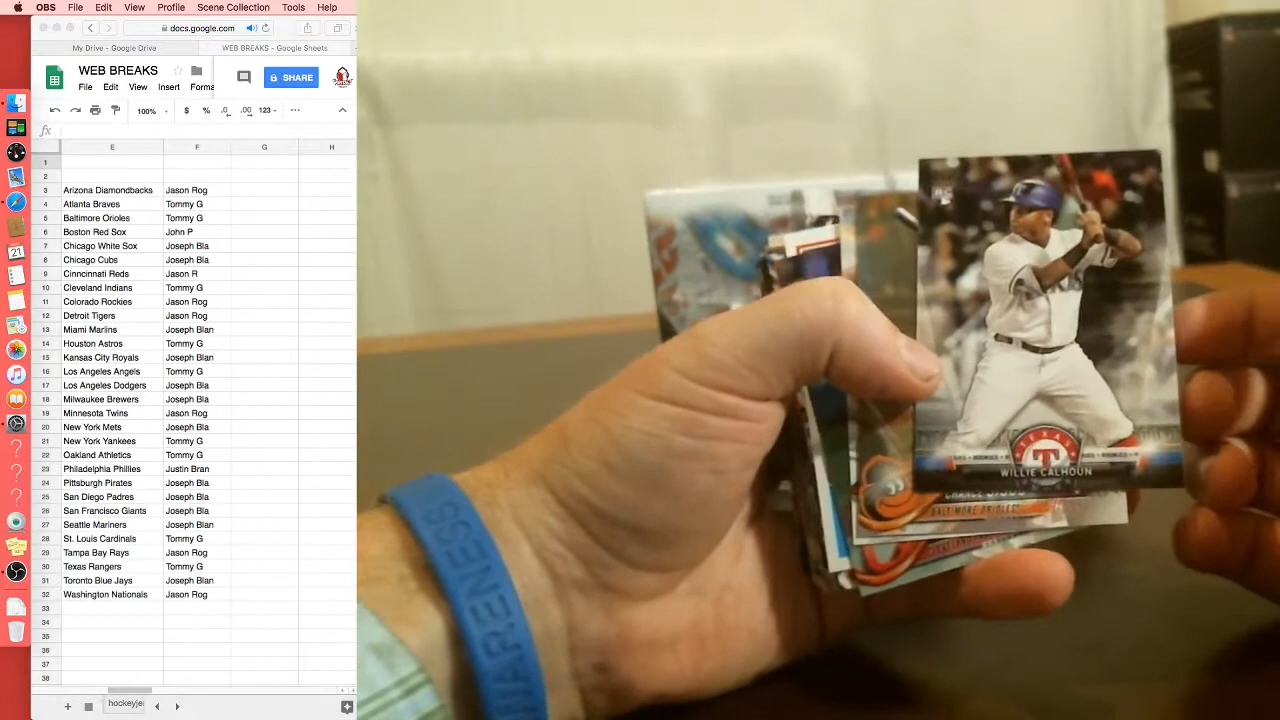 OBS File Edit View Profile Scene Collection Tools Help
docs.google.com
My Drive - Google Drive
WEB BREAKS - Google Sheets
WEB BREAKS
SHARE
File Edit View Insert Forma
100% $ % .0 .00 123
fx
E F G H
1
2
3 Arizona Diamondbacks Jason Rog
4 Atlanta Braves Tommy G
5 Baltimore Orioles Tommy G
6 Boston Red Sox John P
7 Chicago White Sox Joseph Bla
8 Chicago Cubs Joseph Bla
9 Cinncinnati Reds Jason R
10 Cleveland Indians Tommy G
11 Colorado Rockies Jason Rog
12 Detroit Tigers Jason Rog
13 Miami Marlins Joseph Blan
14 Houston Astros Tommy G
15 Kansas City Royals Joseph Blan
16 Los Angeles Angels Tommy G
17 Los Angeles Dodgers Joseph Bla
18 Milwaukee Brewers Joseph Bla
19 Minnesota Twins Jason Rog
20 New York Mets Joseph Bla
21 New York Yankees Tommy G
22 Oakland Athletics Tommy G
23 Philadelphia Phillies Justin Bran
24 Pittsburgh Pirates Joseph Bla
25 San Diego Padres Joseph Bla
26 San Francisco Giants Joseph Bla
27 Seattle Mariners Joseph Blan
28 St. Louis Cardinals Tommy G
29 Tampa Bay Rays Jason Rog
30 Texas Rangers Tommy G
31 Toronto Blue Jays Joseph Blan
32 Washington Nationals Jason Rog
33
34
35
36
37
38
hockeyje
21
TEXAS
T
WILLIE CALHOUN
CHANCE
BALTIMORE ORIOLES
AWARENESS